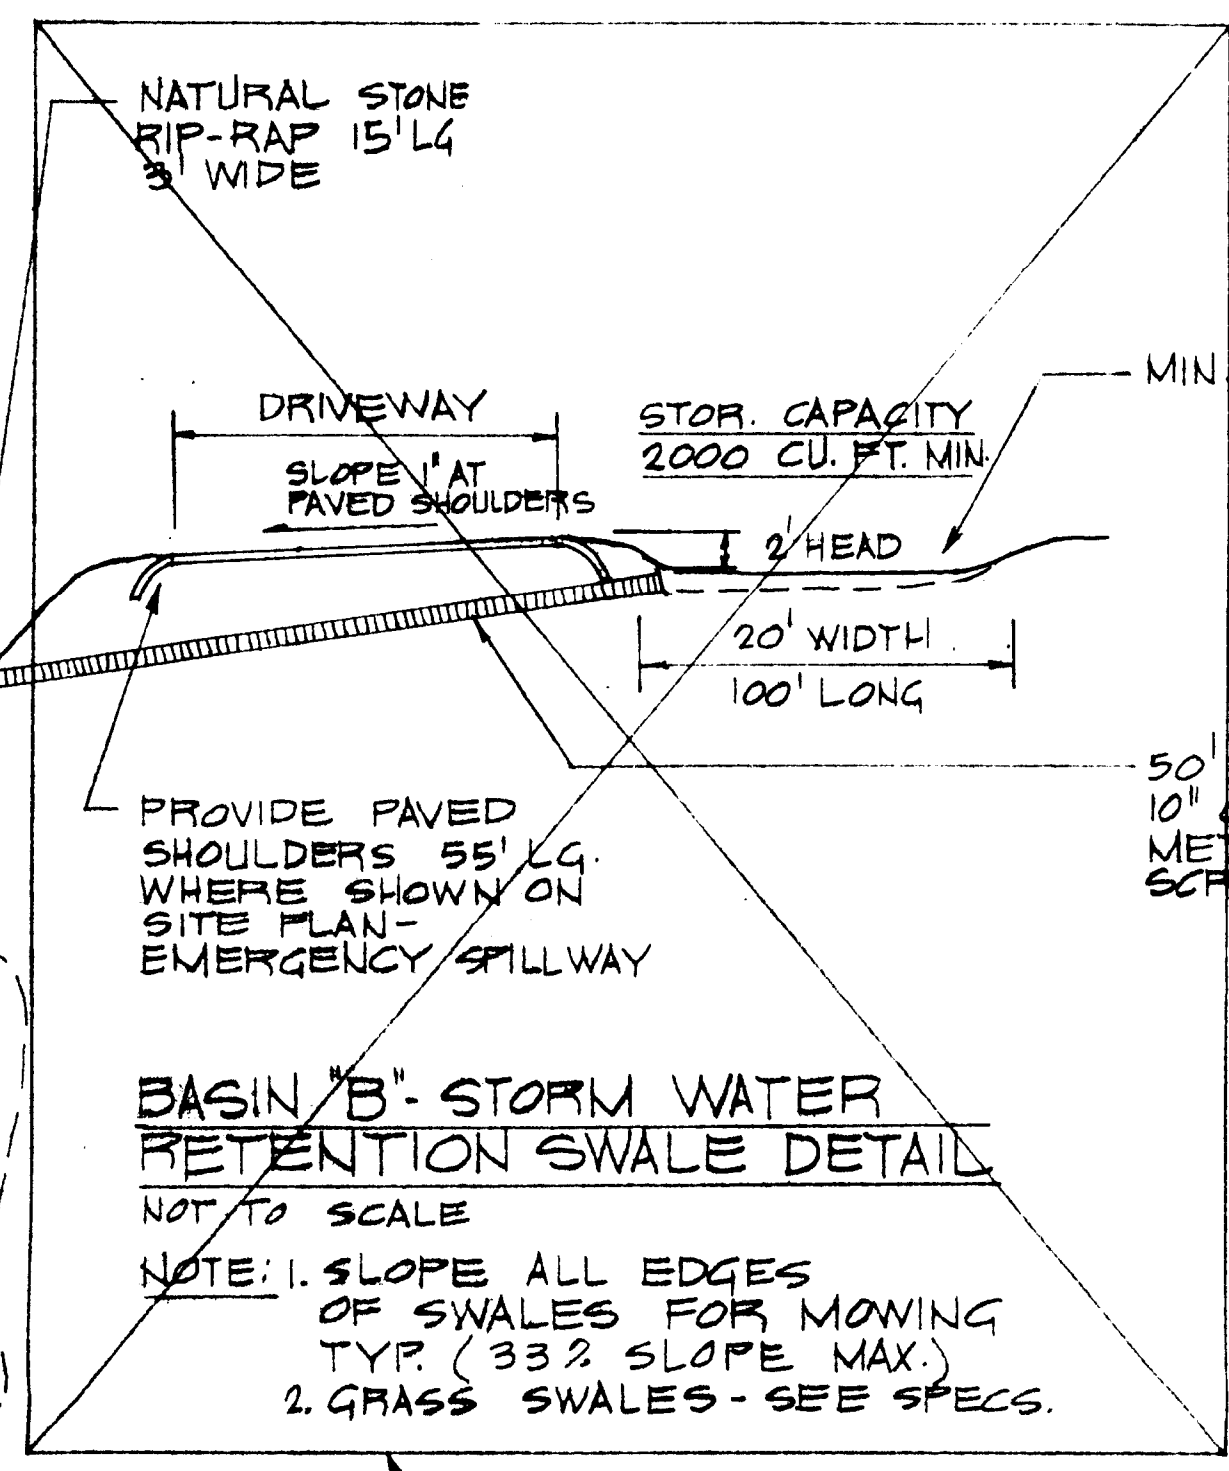 NATURAL STONE
RIP-RAP 15' LG
3' WIDE
MIN
DRIVEWAY
STOR. CAPACITY
2000 CU. FT. MIN.
SLOPE 1" AT
PAVED SHOULDERS
2' HEAD
20' WIDTH
100' LONG
50'
10"
MET
SCR
PROVIDE PAVED
SHOULDERS 55' LG.
WHERE SHOWN ON
SITE PLAN-
EMERGENCY SPILLWAY
BASIN "B" - STORM WATER
RETENTION SWALE DETAIL
NOT TO SCALE
NOTE: 1. SLOPE ALL EDGES
OF SWALES FOR MOWING
TYP. (33% SLOPE MAX.)
2. GRASS SWALES - SEE SPECS.